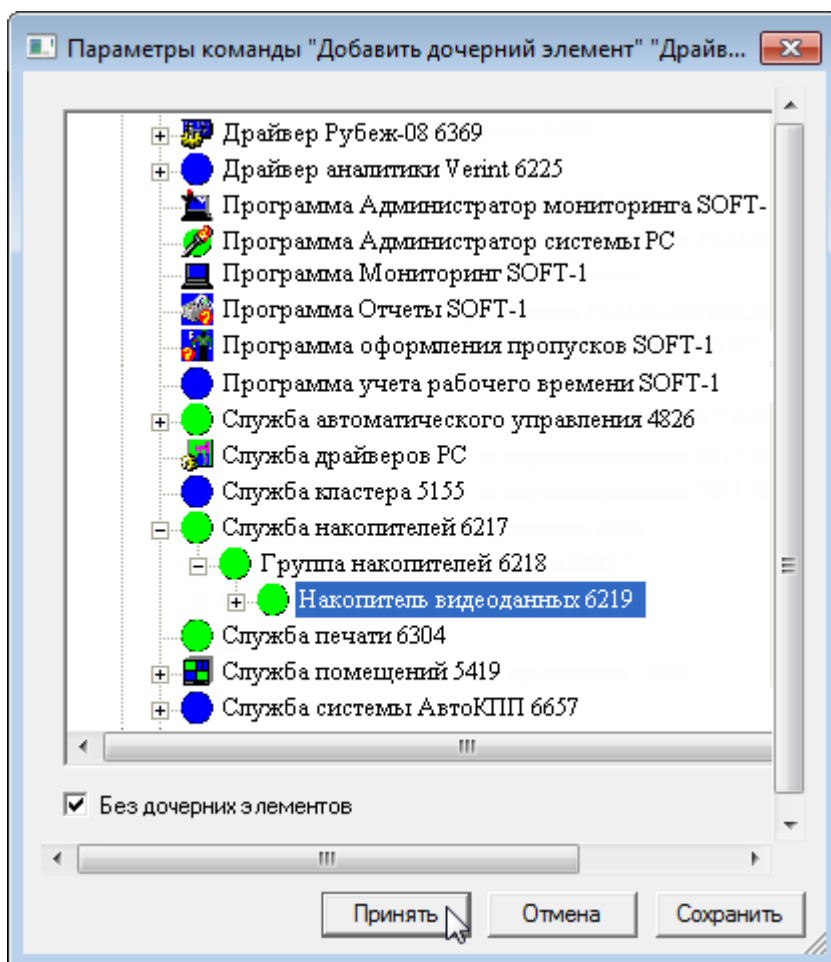 Параметры команды "Добавить дочерний элемент" "Драйв...
Драйвер Рубеж-08 6369
Драйвер аналитики Verint 6225
Программа Администратор мониторинга SOFT-
Программа Администратор системы PC
Программа Мониторинг SOFT-1
Программа Отчеты SOFT-1
Программа оформления пропусков SOFT-1
Программа учета рабочего времени SOFT-1
Служба автоматического управления 4826
Служба драйверов PC
Служба кластера 5155
Служба накопителей 6217
Группа накопителей 6218
Накопитель видеоданных 6219
Служба печати 6304
Служба помещений 5419
Служба системы АвтоКПП 6657
Без дочерних элементов
Принять Отмена Сохранить